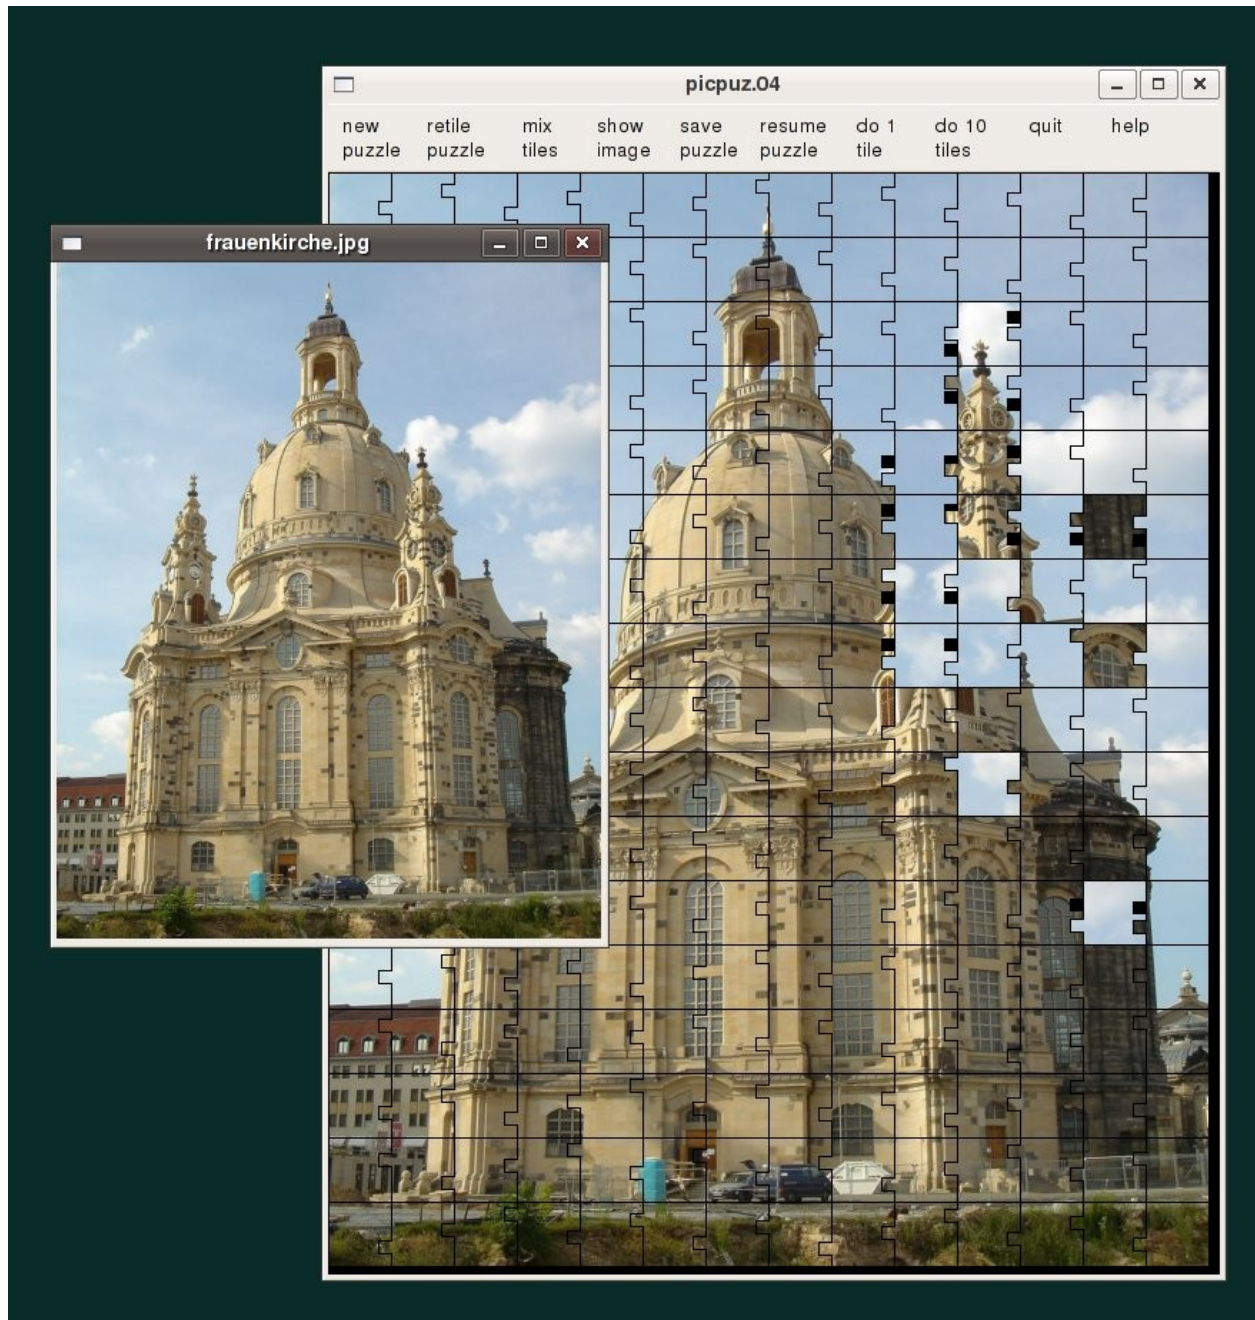 picpuz.04
new retile mix show save resume do 1 do 10 quit help
puzzle puzzle tiles image puzzle puzzle tile tiles
frauenkirche.jpg